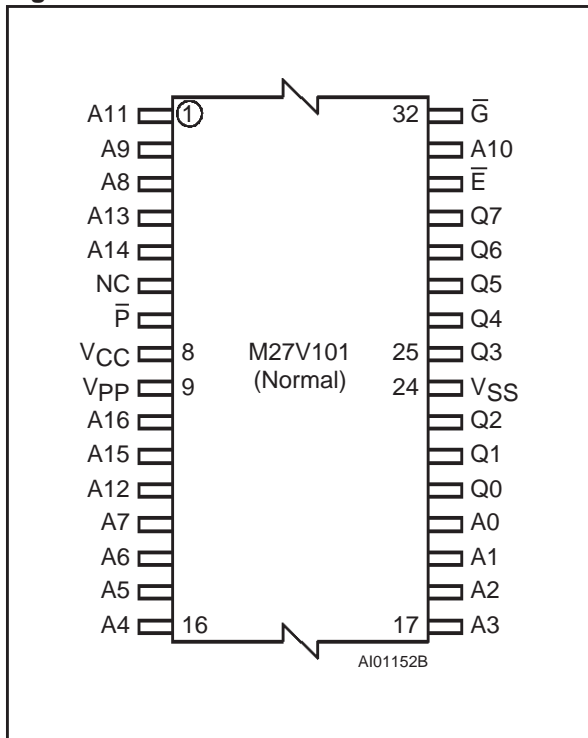 A11 1 32 G̅
A9 A10
A8 E̅
A13 Q7
A14 Q6
NC Q5
P̅ Q4
VCC 8 M27V101 25 Q3
VPP 9 (Normal) 24 VSS
A16 Q2
A15 Q1
A12 Q0
A7 A0
A6 A1
A5 A2
A4 16 17 A3
AI01152B